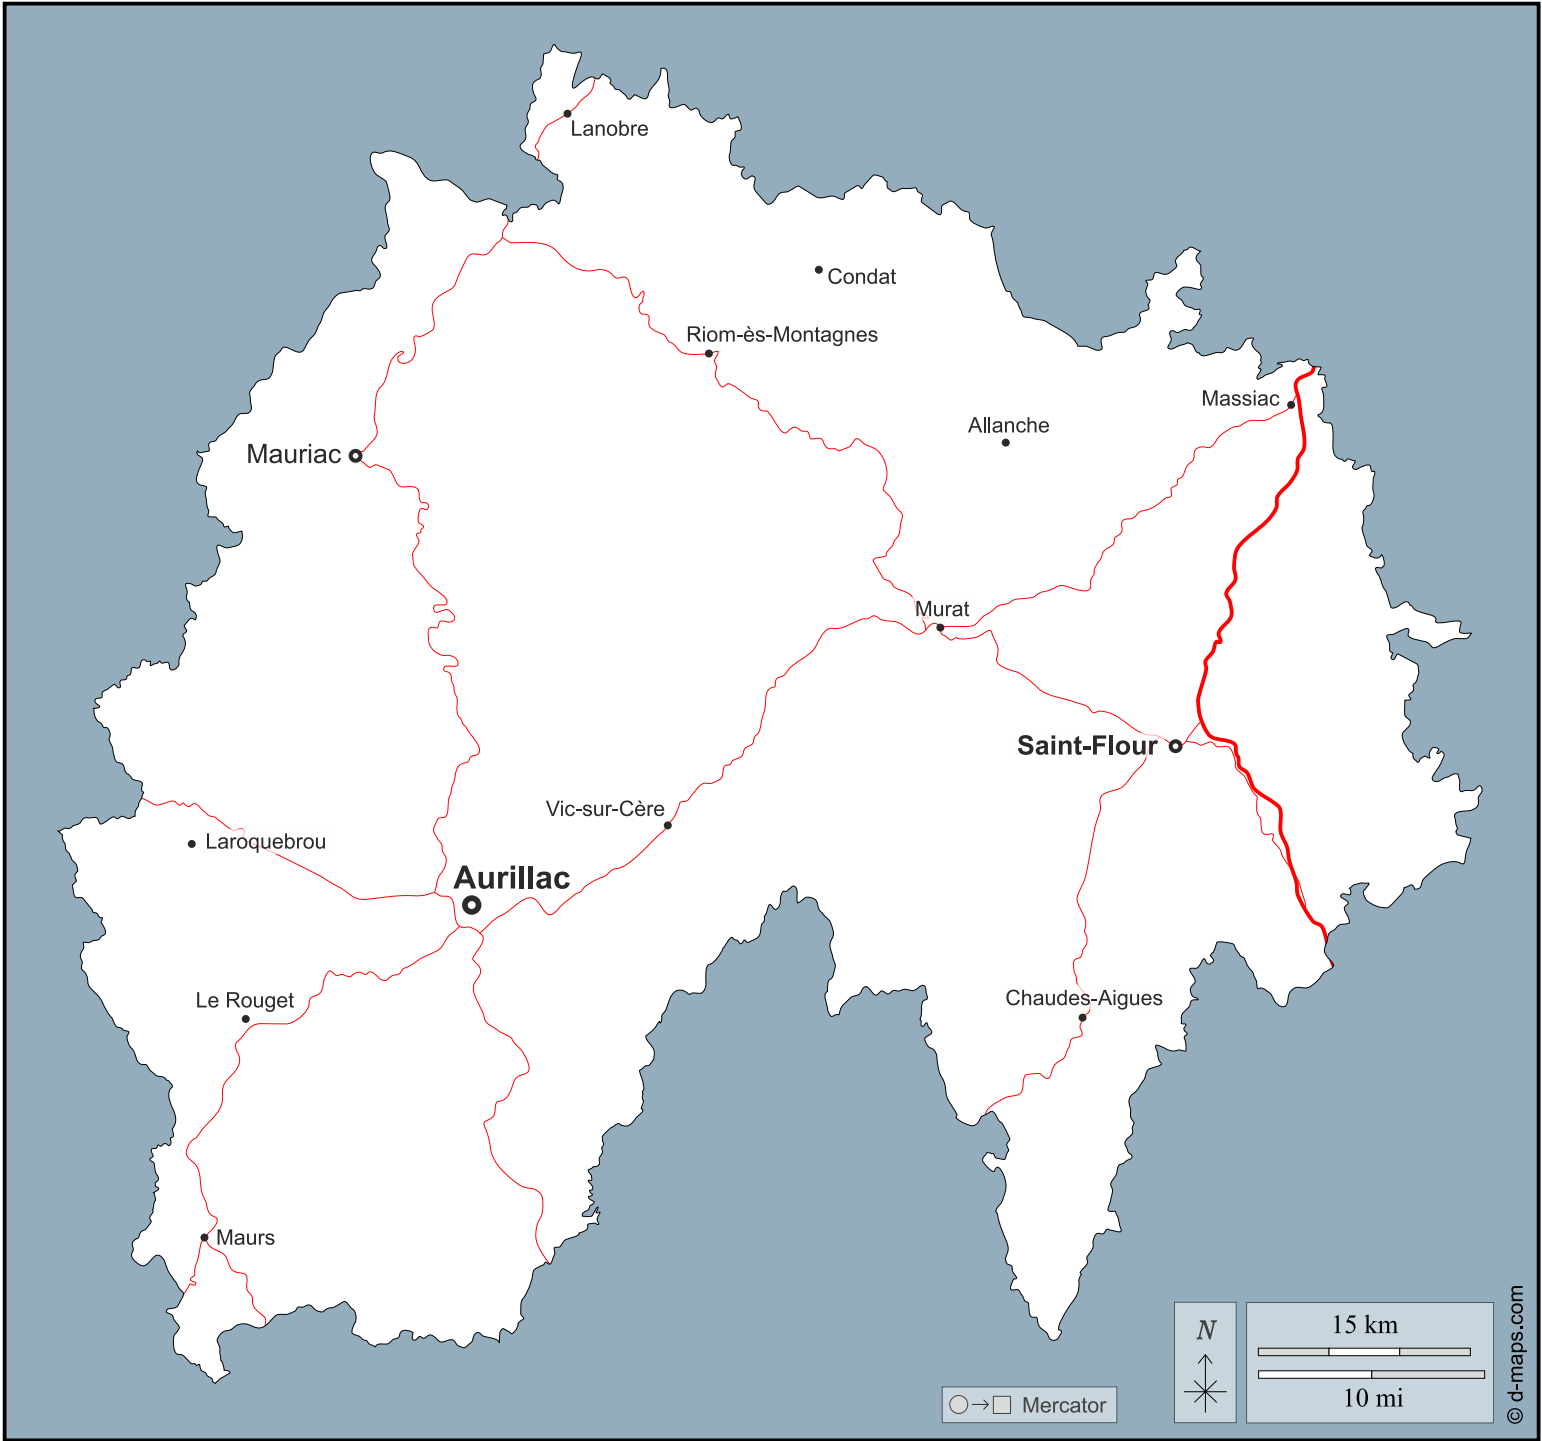 Lanobre
Condat
Riom-ès-Montagnes
Massiac
Allanche
Mauriac
Murat
Saint-Flour
Vic-sur-Cère
Laroquebrou
Aurillac
Le Rouget
Chaudes-Aigues
Maurs
N
15 km
10 mi
Mercator
© d-maps.com